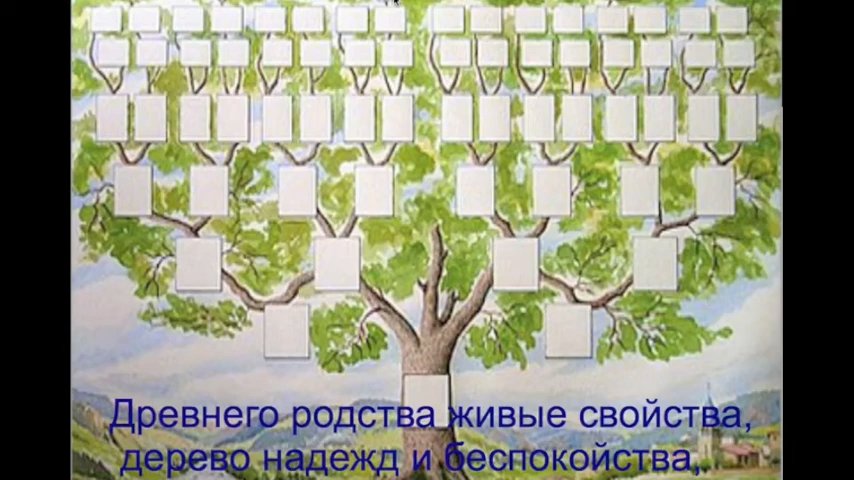 Древнего родства живые свойства,
дерево надежд и беспокойства,